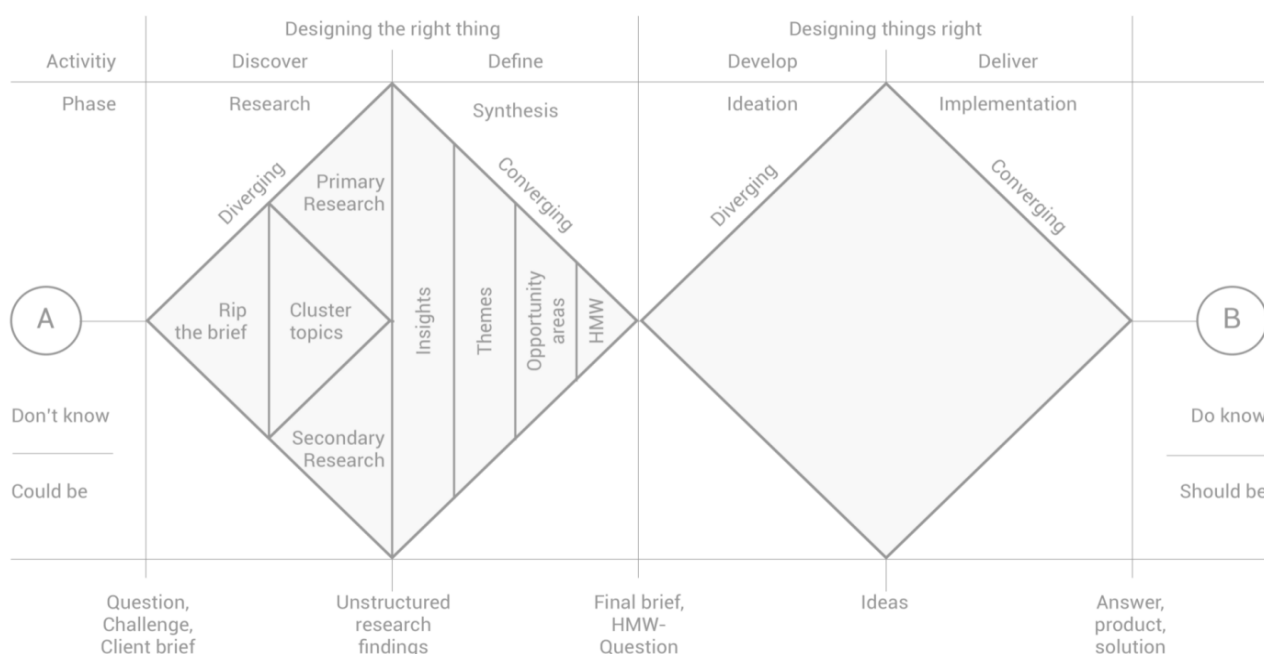 Designing the right thing
Designing things right
Activitiy
Discover
Define
Develop
Deliver
Phase
Research
Synthesis
Ideation
Implementation
Diverging
Converging
Diverging
Converging
Primary
Research
Rip
the brief
Cluster
topics
Secondary
Research
Insights
Themes
Opportunity
areas
HMW
A
B
Don't know
Could be
Do know
Should be
Question,
Challenge,
Client brief
Unstructured
research
findings
Final brief,
HMW-
Question
Ideas
Answer,
product,
solution